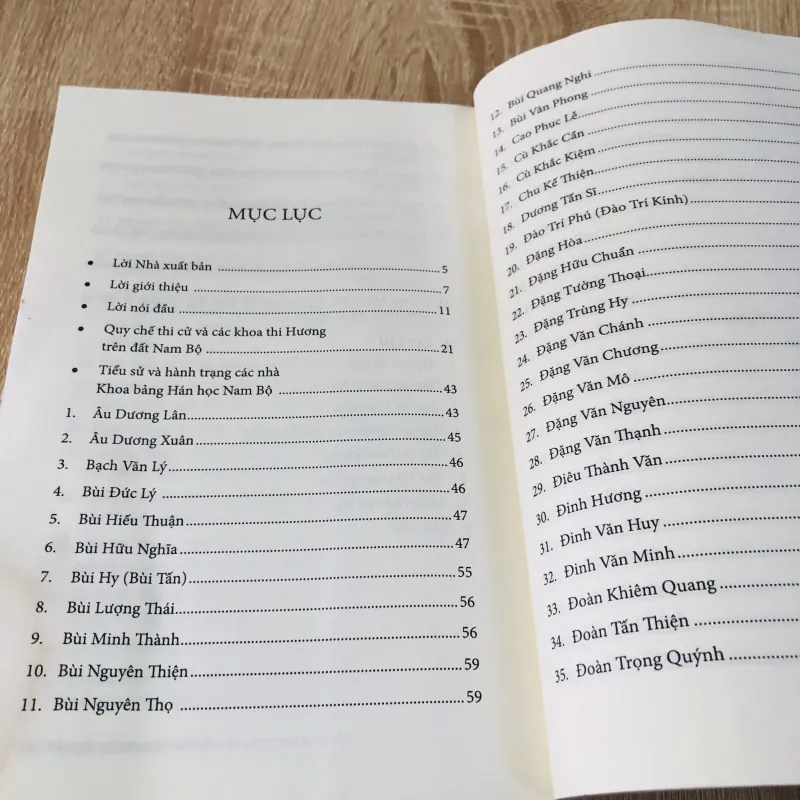 MỤC LỤC
• Lời Nhà xuất bản ........ 5
• Lời giới thiệu ........ 7
• Lời nói đầu ........ 11
• Quy chế thi cử và các khoa thi Hương
trên đất Nam Bộ ........ 21
• Tiểu sử và hành trạng các nhà
Khoa bảng Hán học Nam Bộ ........ 43
1. Âu Dương Lân ........ 43
2. Âu Dương Xuân ........ 45
3. Bạch Văn Lý ........ 46
4. Bùi Đức Lý ........ 46
5. Bùi Hiếu Thuận ........ 47
6. Bùi Hữu Nghĩa ........ 47
7. Bùi Hy (Bùi Tấn) ........ 55
8. Bùi Lượng Thái ........ 56
9. Bùi Minh Thành ........ 56
10. Bùi Nguyên Thiện ........ 59
11. Bùi Nguyên Thọ ........ 59
12. Bùi Quang Nghi ........
13. Bùi Văn Phong ........
14. Cao Phục Lễ ........
15. Cù Khắc Cần ........
16. Cù Khắc Kiệm ........
17. Chu Kế Thiện ........
18. Dương Tấn Sĩ ........
19. Đào Trí Phú (Đào Trí Kính) ........
20. Đặng Hòa ........
21. Đặng Hữu Chuẩn ........
22. Đặng Tường Thoại ........
23. Đặng Trùng Hy ........
24. Đặng Văn Chánh ........
25. Đặng Văn Chương ........
26. Đặng Văn Mô ........
27. Đặng Văn Nguyên ........
28. Đặng Văn Thạnh ........
29. Điêu Thành Văn ........
30. Đinh Hương ........
31. Đinh Văn Huy ........
32. Đinh Văn Minh ........
33. Đoàn Khiêm Quang ........
34. Đoàn Tấn Thiện ........
35. Đoàn Trọng Quýnh ........